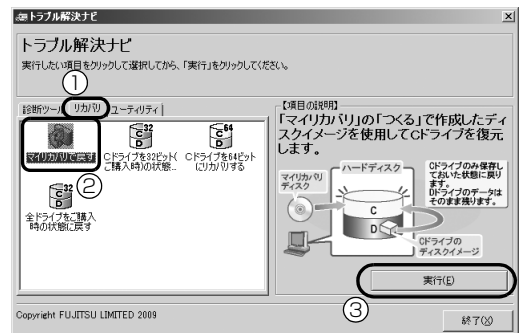 トラブル解決ナビ
トラブル解決ナビ
実行したい項目をクリックして選択してから、「実行」をクリックしてください。
①
診断ツール
リカバリ
ユーティリティ
マイリカバリで戻す
Cドライブを32ビット(
ご購入時)の状態...
Cドライブを64ビット
にリカバリする
②
全ドライブをご購入
時の状態に戻す
【項目の説明】
「マイリカバリ」の「つくる」で作成したディ
スクイメージを使用してCドライブを復元
します。
マイリカバリ
ディスク
ハードディスク
C
D
Cドライブのみ保存し
ておいた状態に戻り
ます。
Dドライブのデータは
そのまま残ります。
Cドライブの
ディスクイメージ
実行(E)
③
Copyright FUJITSU LIMITED 2009
終了(X)